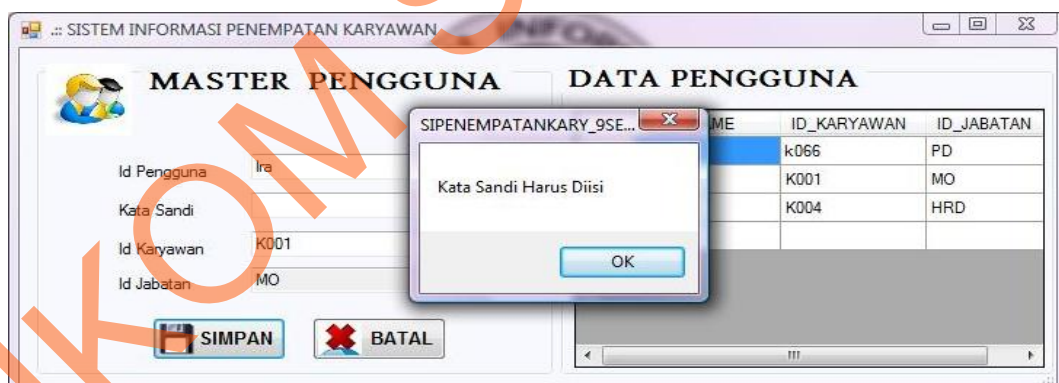 .:: SISTEM INFORMASI PENEMPATAN KARYAWAN
MASTER PENGGUNA
Id Pengguna Ira
Kata Sandi
Id Karyawan K001
Id Jabatan MO
SIMPAN BATAL
DATA PENGGUNA
ID_KARYAWAN ID_JABATAN
k066 PD
K001 MO
K004 HRD
SIPENEMPATANKARY_9SE...
Kata Sandi Harus Diisi
OK